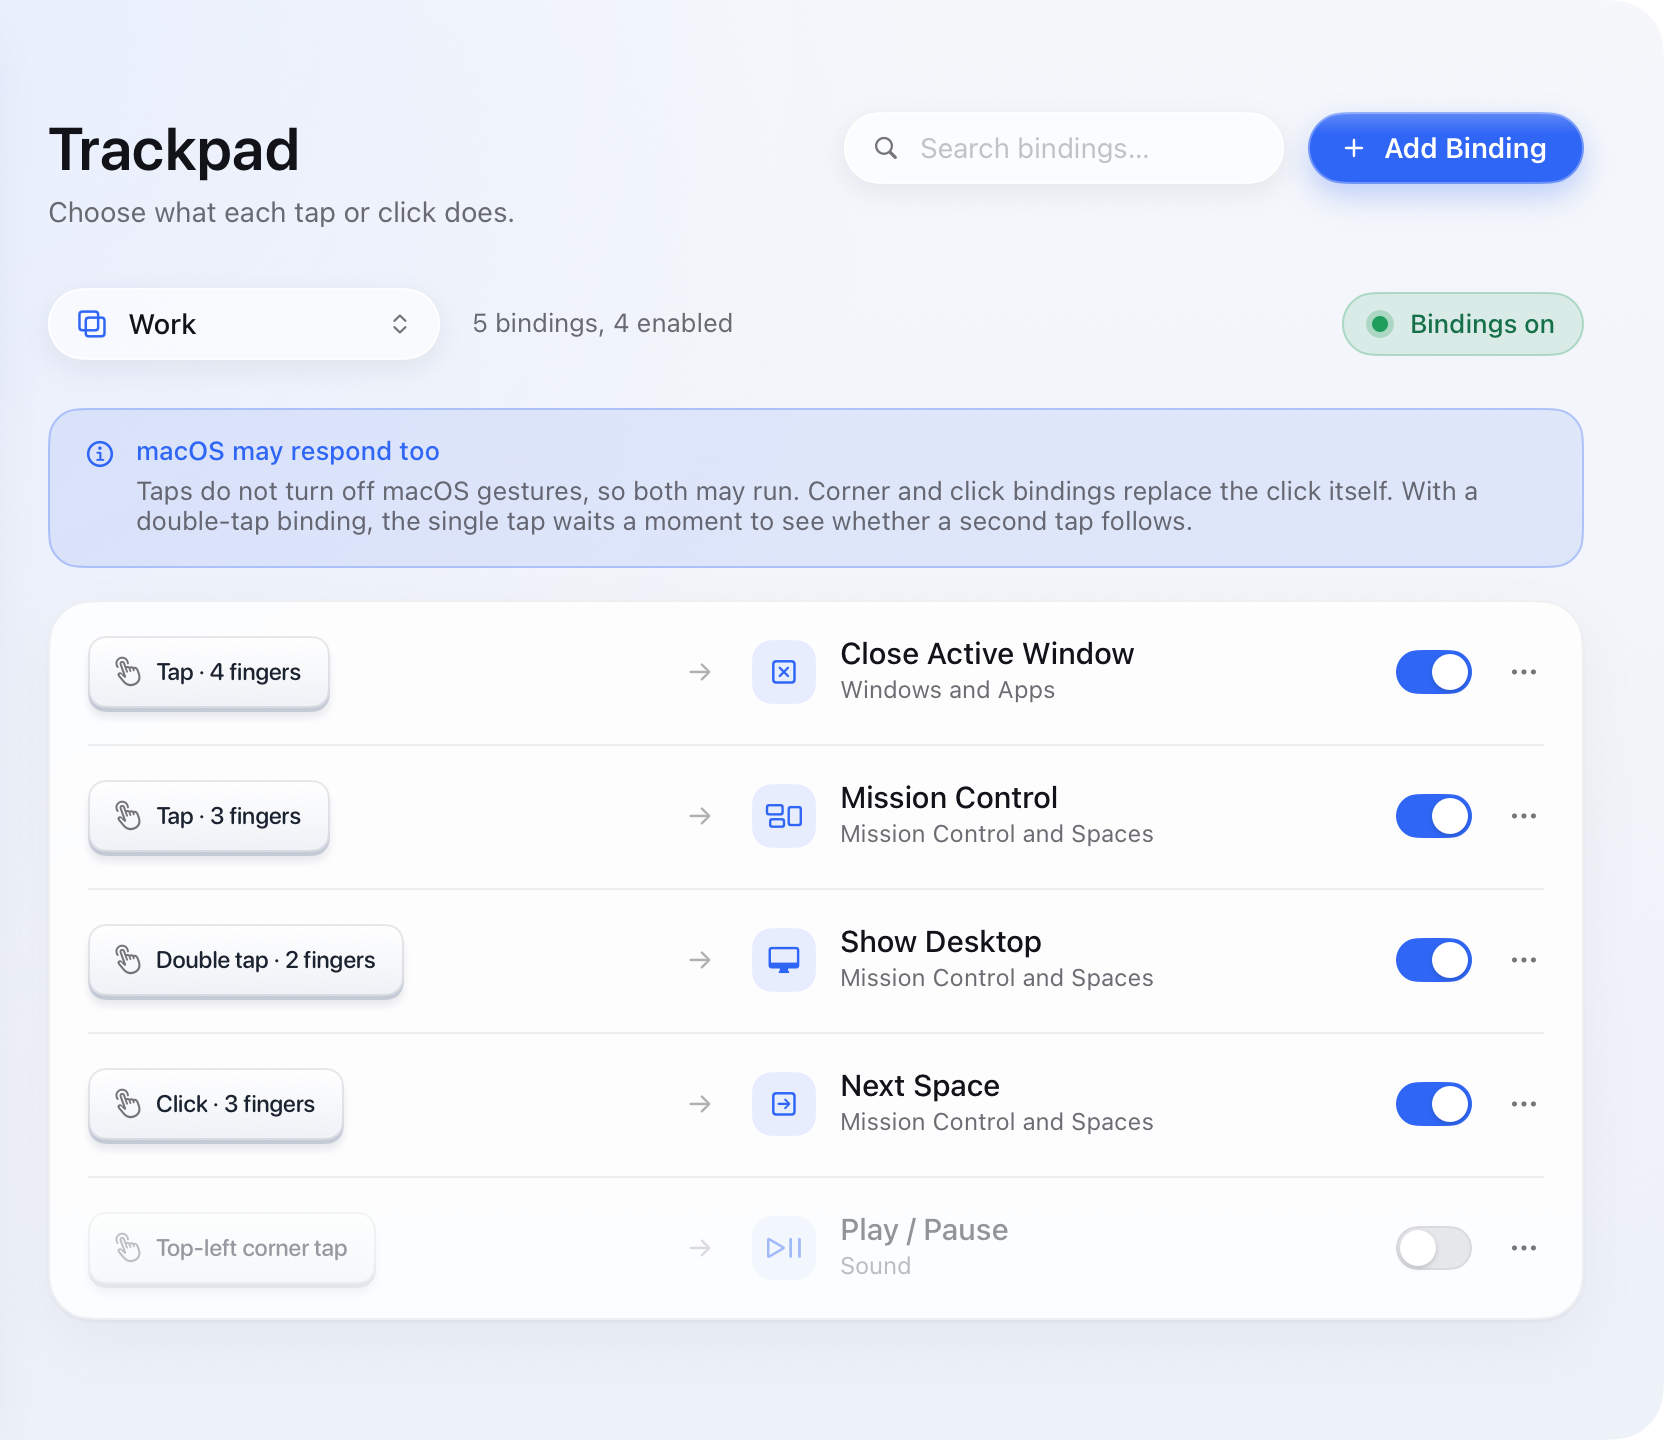 Trackpad
Choose what each tap or click does.
Search bindings...
Add Binding
Work
5 bindings, 4 enabled
Bindings on
macOS may respond too
Taps do not turn off macOS gestures, so both may run. Corner and click bindings replace the click itself. With a
double-tap binding, the single tap waits a moment to see whether a second tap follows.
Tap · 4 fingers
Close Active Window
Windows and Apps
Tap · 3 fingers
Mission Control
Mission Control and Spaces
Double tap · 2 fingers
Show Desktop
Mission Control and Spaces
Click · 3 fingers
Next Space
Mission Control and Spaces
Top-left corner tap
Play / Pause
Sound